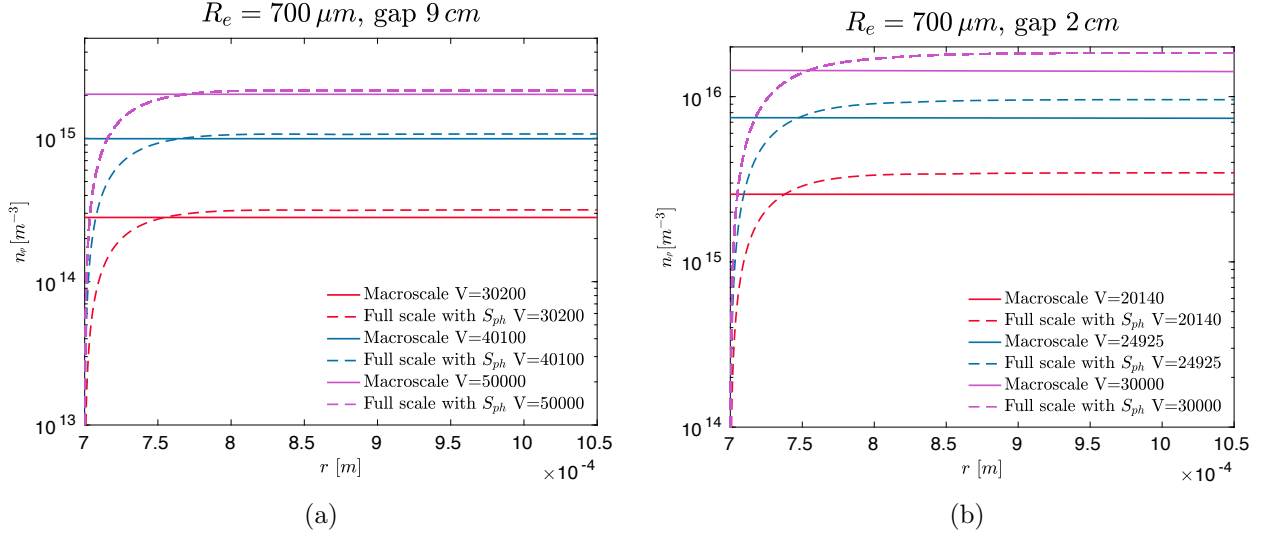 R_e = 700 μm, gap 9 cm
10^15
10^14
10^13
n_p [m^−3]
Macroscale V=30200
Full scale with S_ph V=30200
Macroscale V=40100
Full scale with S_ph V=40100
Macroscale V=50000
Full scale with S_ph V=50000
7 7.5 8 8.5 9 9.5 10 10.5
r [m]
×10^-4
(a)
R_e = 700 μm, gap 2 cm
10^16
10^15
10^14
n_p [m^−3]
Macroscale V=20140
Full scale with S_ph V=20140
Macroscale V=24925
Full scale with S_ph V=24925
Macroscale V=30000
Full scale with S_ph V=30000
7 7.5 8 8.5 9 9.5 10 10.5
r [m]
×10^-4
(b)